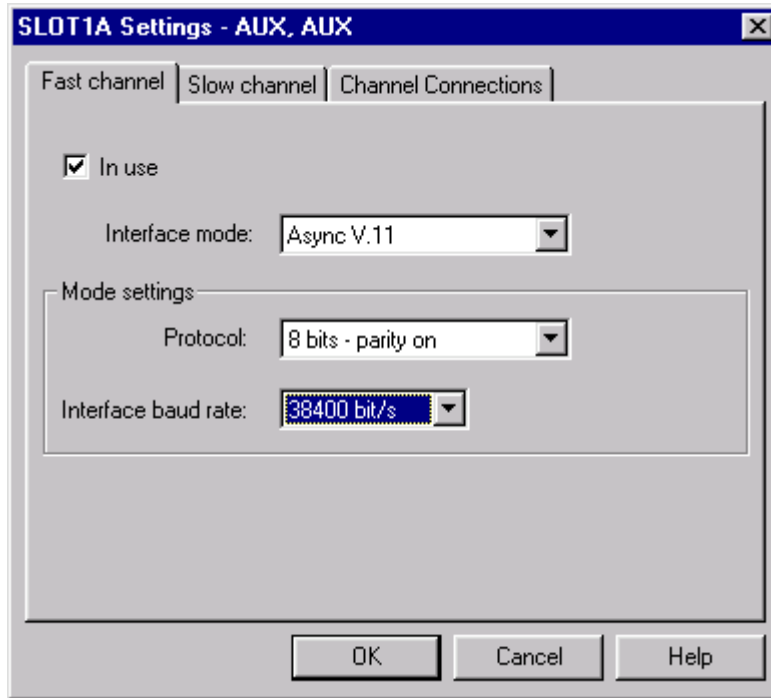 SLOT1A Settings - AUX, AUX
Fast channel Slow channel Channel Connections
In use
Interface mode: Async V.11
Mode settings
Protocol: 8 bits - parity on
Interface baud rate: 38400 bit/s
OK Cancel Help